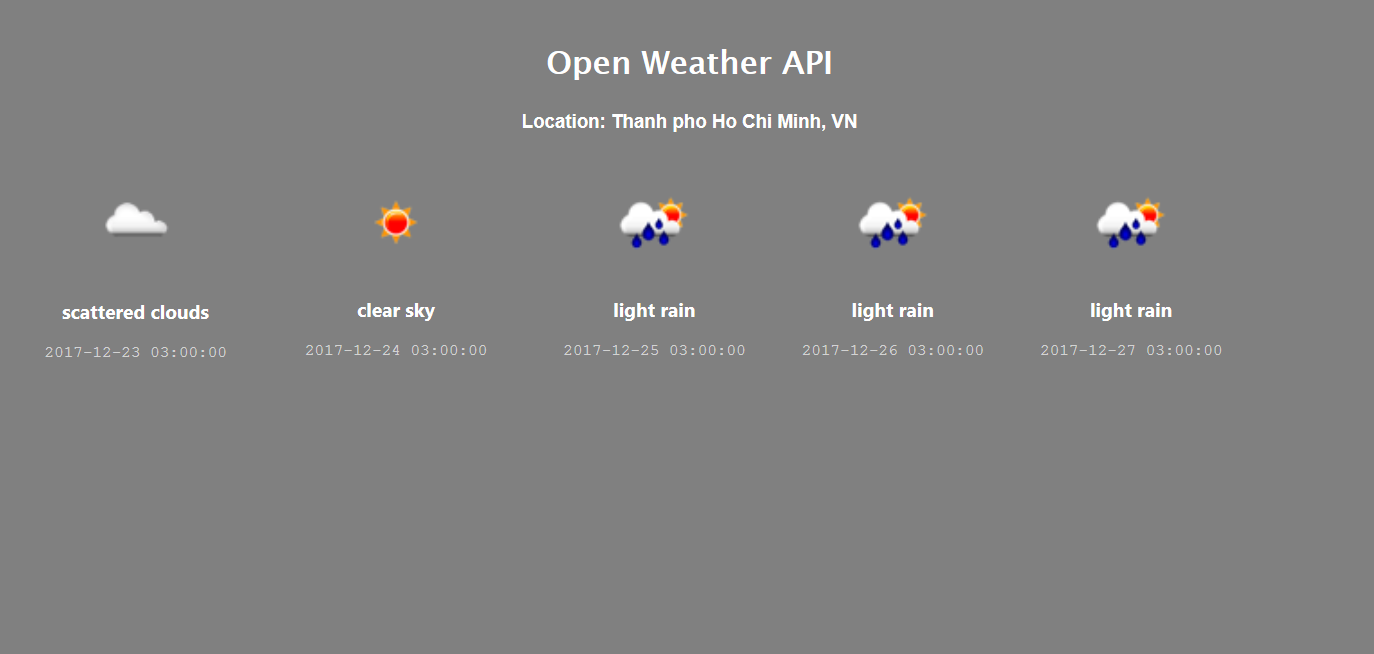 Open Weather API
Location: Thanh pho Ho Chi Minh, VN
scattered clouds
2017-12-23 03:00:00
clear sky
2017-12-24 03:00:00
light rain
2017-12-25 03:00:00
light rain
2017-12-26 03:00:00
light rain
2017-12-27 03:00:00